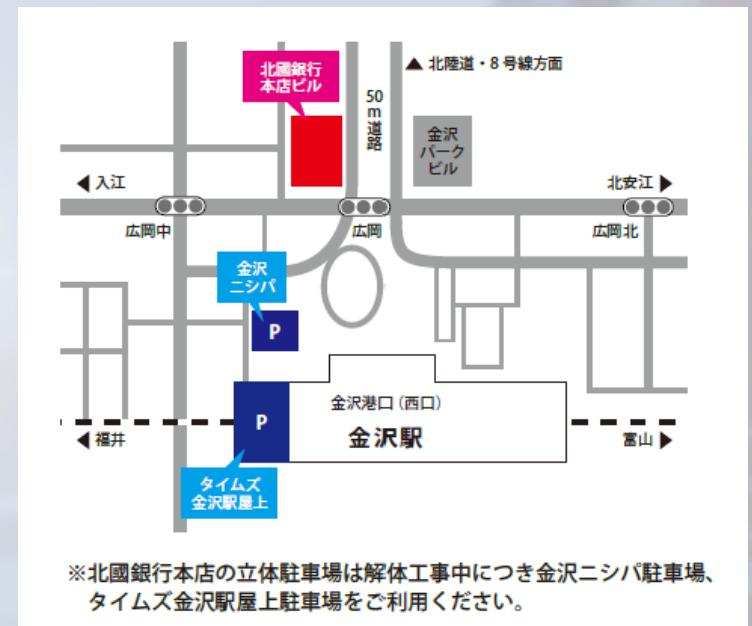 北國銀行
本店ビル
▲ 北陸道・8号線方面
50m道路
金沢
パーク
ビル
◀ 入江
北安江 ▶
広岡中
広岡
広岡北
金沢
ニシパ
P
P
金沢港口（西口）
金沢駅
◀ 福井
富山 ▶
タイムズ
金沢駅屋上
※北國銀行本店の立体駐車場は解体工事中につき金沢ニシパ駐車場、
タイムズ金沢駅屋上駐車場をご利用ください。